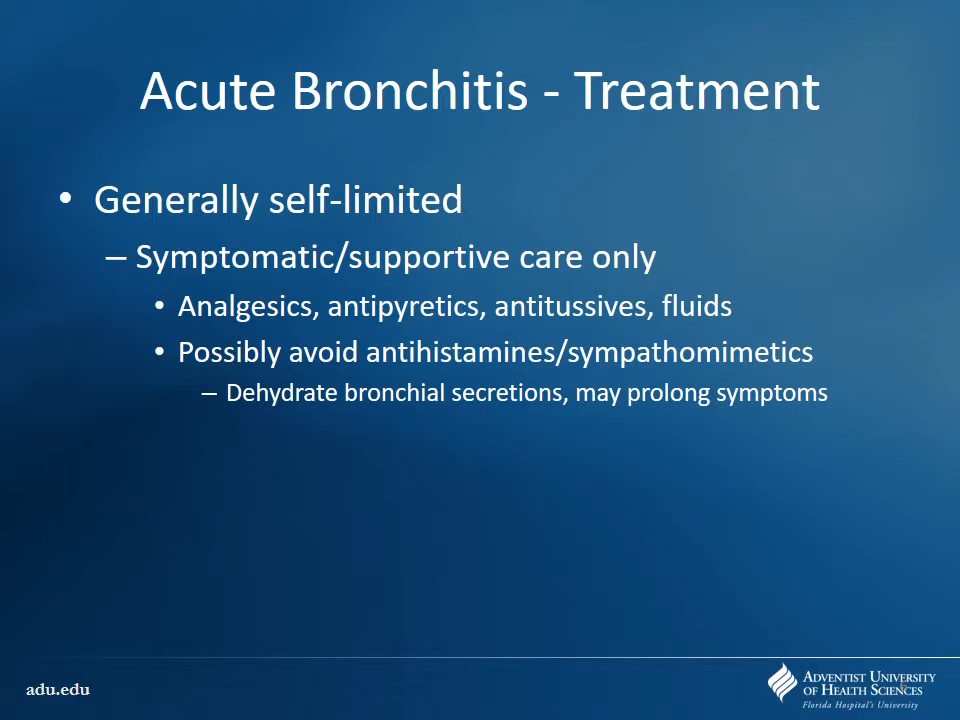 Acute Bronchitis - Treatment
• Generally self-limited
– Symptomatic/supportive care only
• Analgesics, antipyretics, antitussives, fluids
• Possibly avoid antihistamines/sympathomimetics
– Dehydrate bronchial secretions, may prolong symptoms
adu.edu
ADVENTIST UNIVERSITY
OF HEALTH SCIENCES
Florida Hospital's University